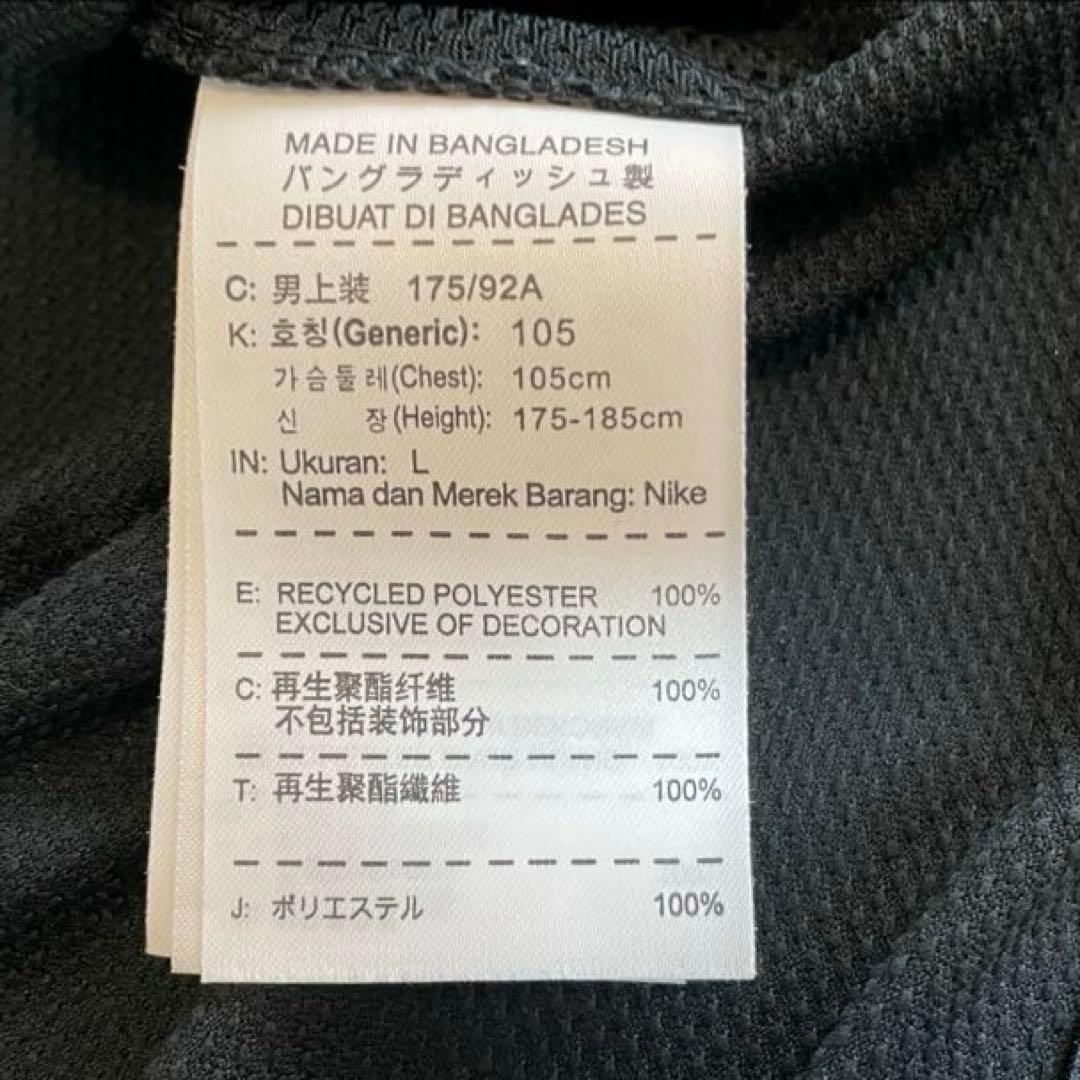 MADE IN BANGLADESH
バングラディッシュ製
DIBUAT DI BANGLADES
C: 男上装 175/92A
K: 호칭(Generic): 105
가슴둘레(Chest): 105cm
신 장(Height): 175-185cm
IN: Ukuran: L
Nama dan Merek Barang: Nike
E: RECYCLED POLYESTER 100%
EXCLUSIVE OF DECORATION
C: 再生聚酯纤维 100%
不包括装饰部分
T: 再生聚酯纖維 100%
J: ポリエステル 100%